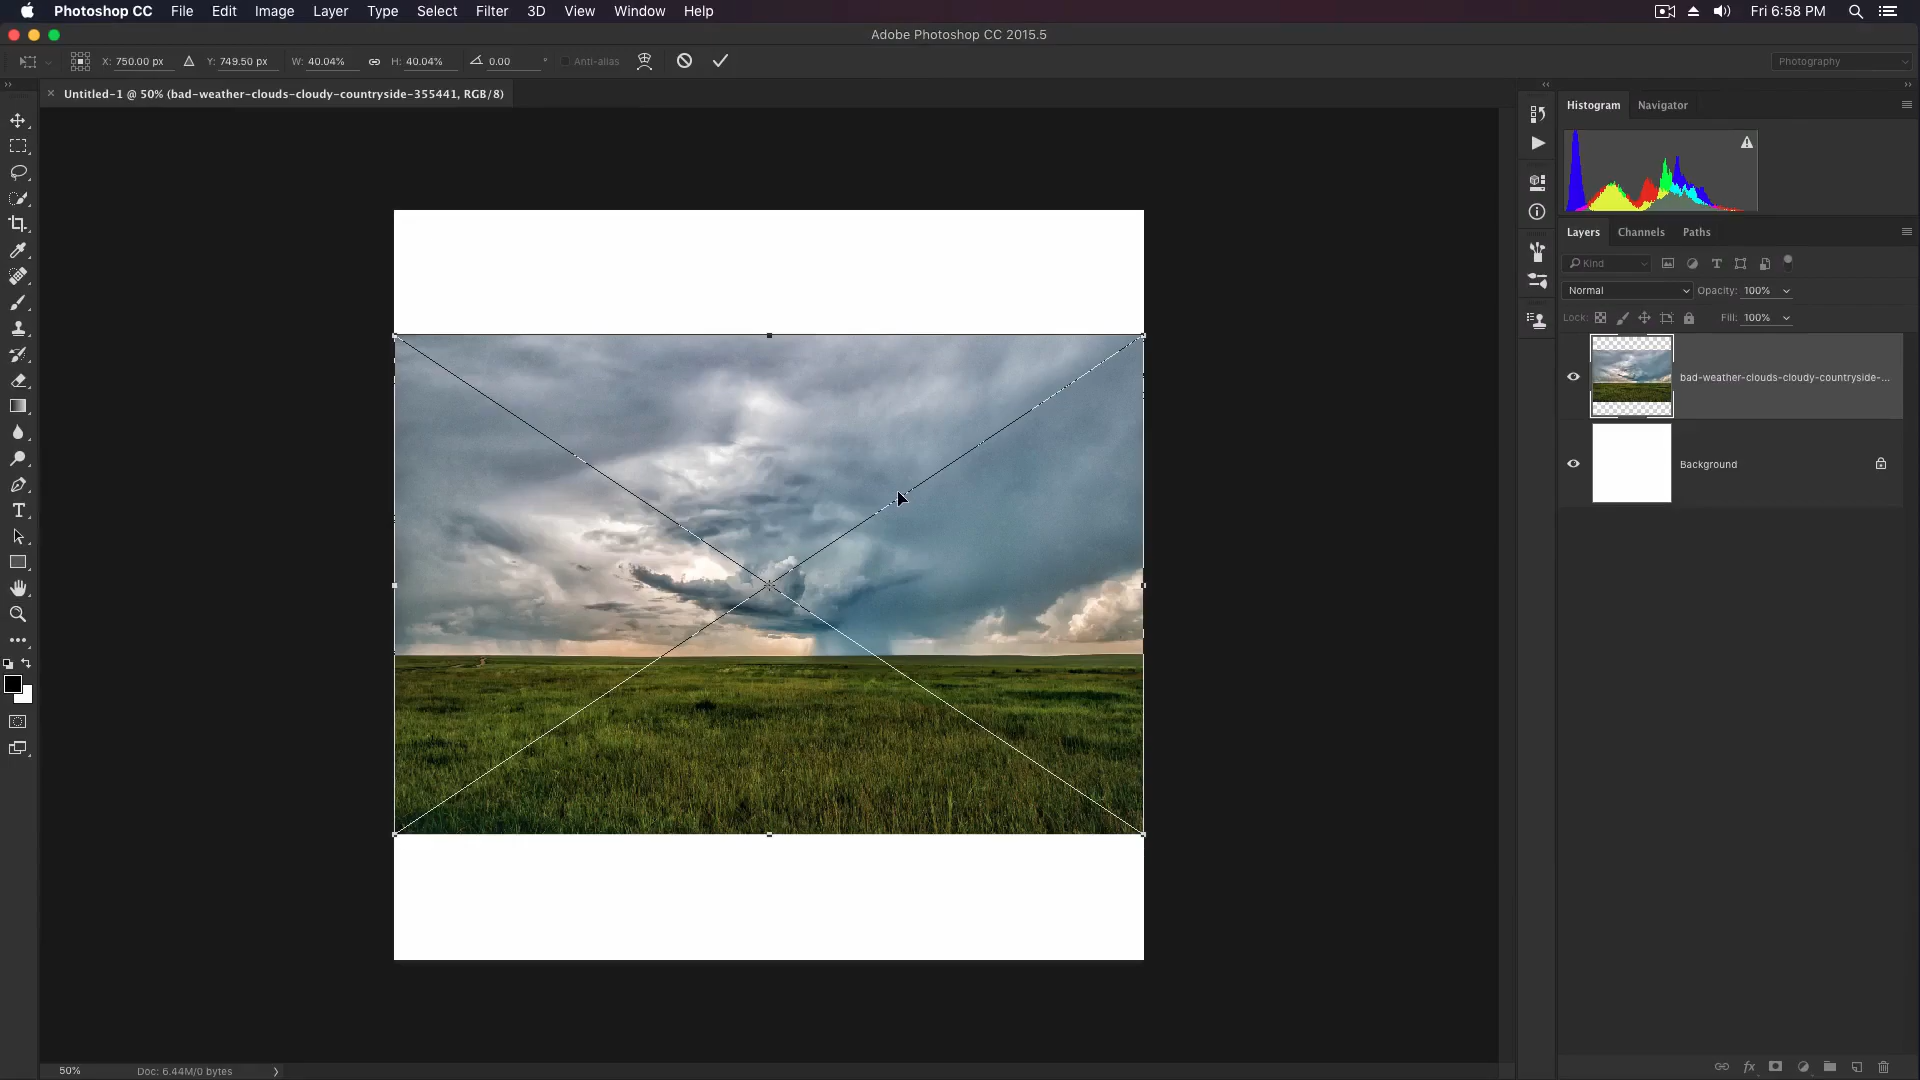 Photoshop CC File Edit Image Layer Type Select Filter 3D View Window Help Fri 6:58 PM
Adobe Photoshop CC 2015.5
X: 750.00 px Y: 749.50 px W: 40.04% H: 40.04% 0.00 ° Anti-alias Photography
Untitled-1 @ 50% (bad-weather-clouds-cloudy-countryside-355441, RGB/8)
Histogram Navigator
Layers Channels Paths
Kind
Normal Opacity: 100%
Lock: Fill: 100%
bad-weather-clouds-cloudy-countryside-...
Background
50% Doc: 6.44M/0 bytes